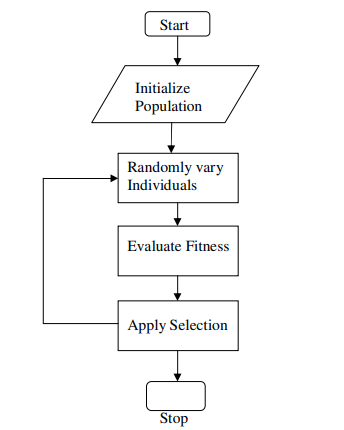 Start
Initialize
Population
Randomly vary
Individuals
Evaluate Fitness
Apply Selection
Stop